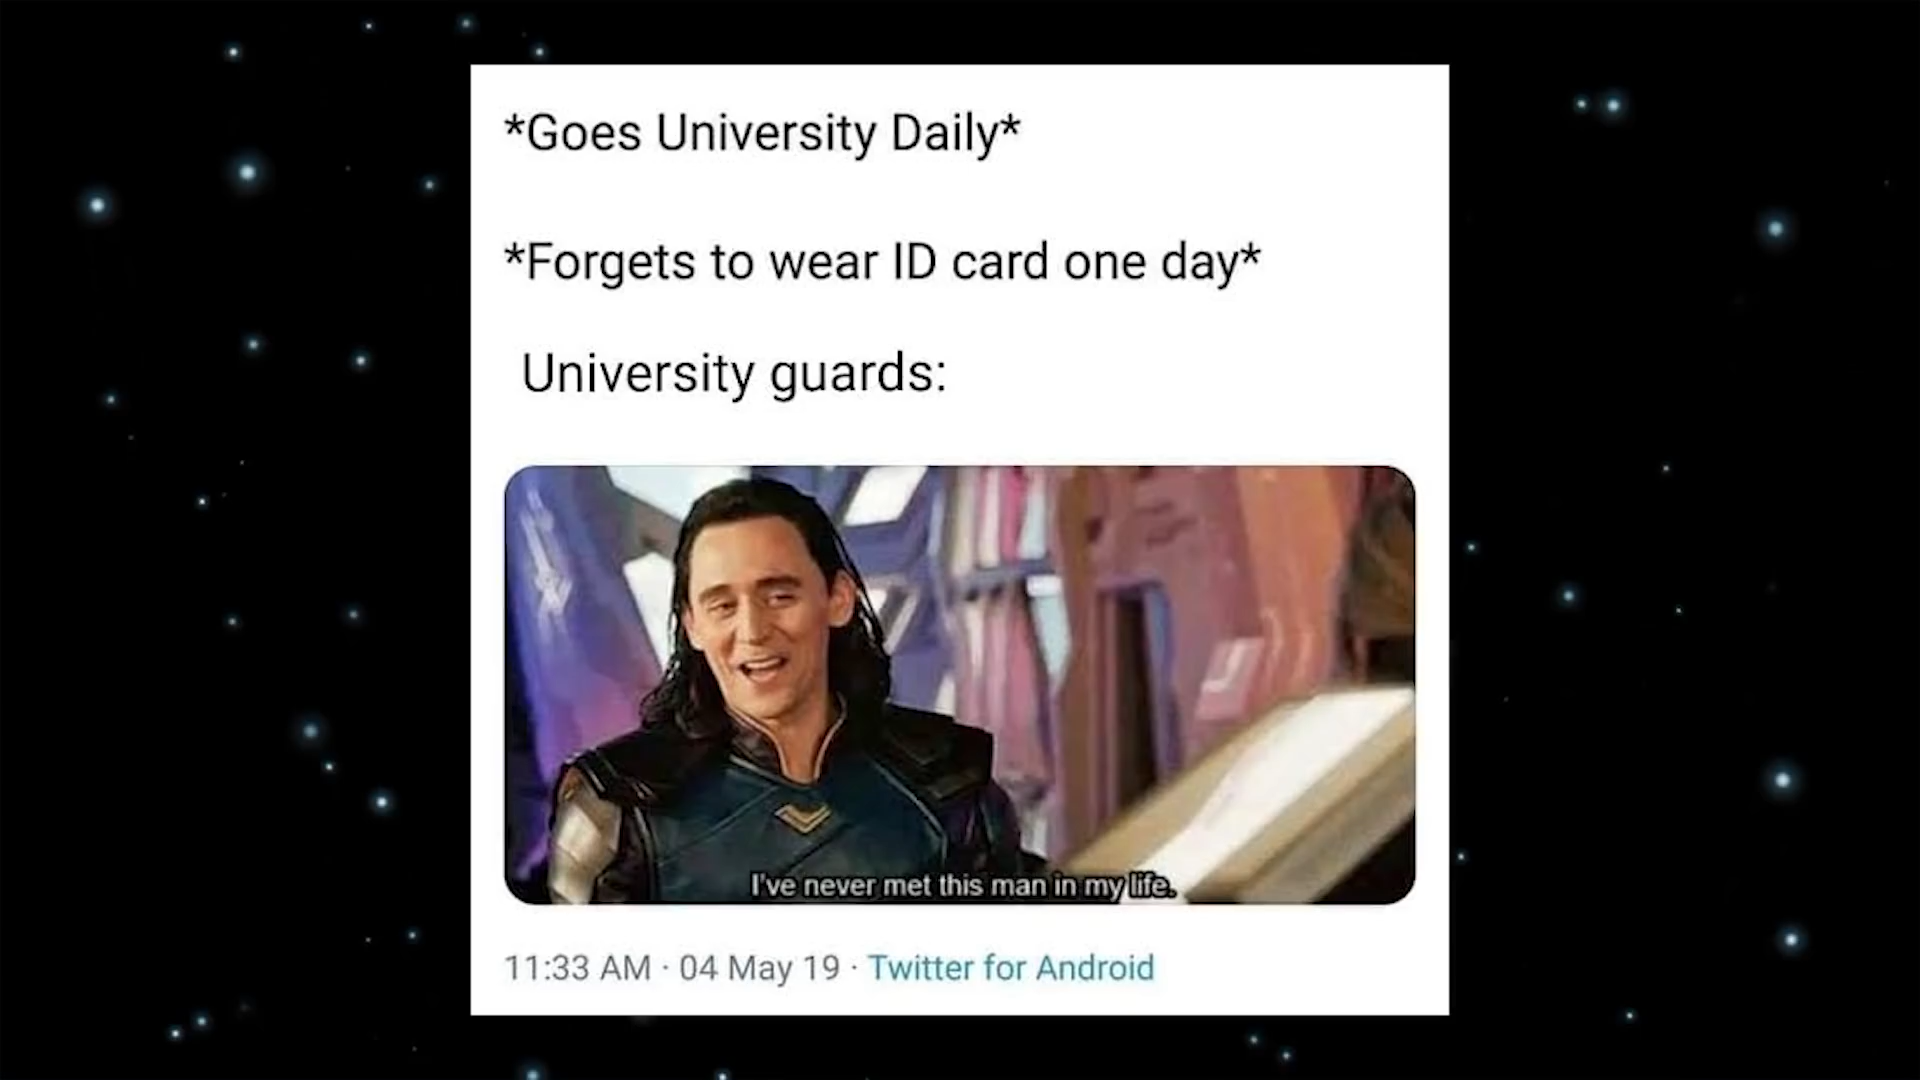 *Goes University Daily*
*Forgets to wear ID card one day*
University guards:
I've never met this man in my life.
11:33 AM · 04 May 19 · Twitter for Android